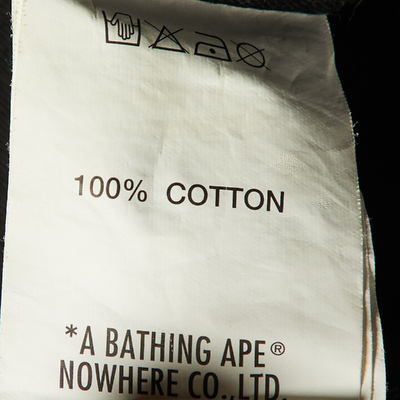 100% COTTON
*A BATHING APE®
NOWHERE CO.,LTD.